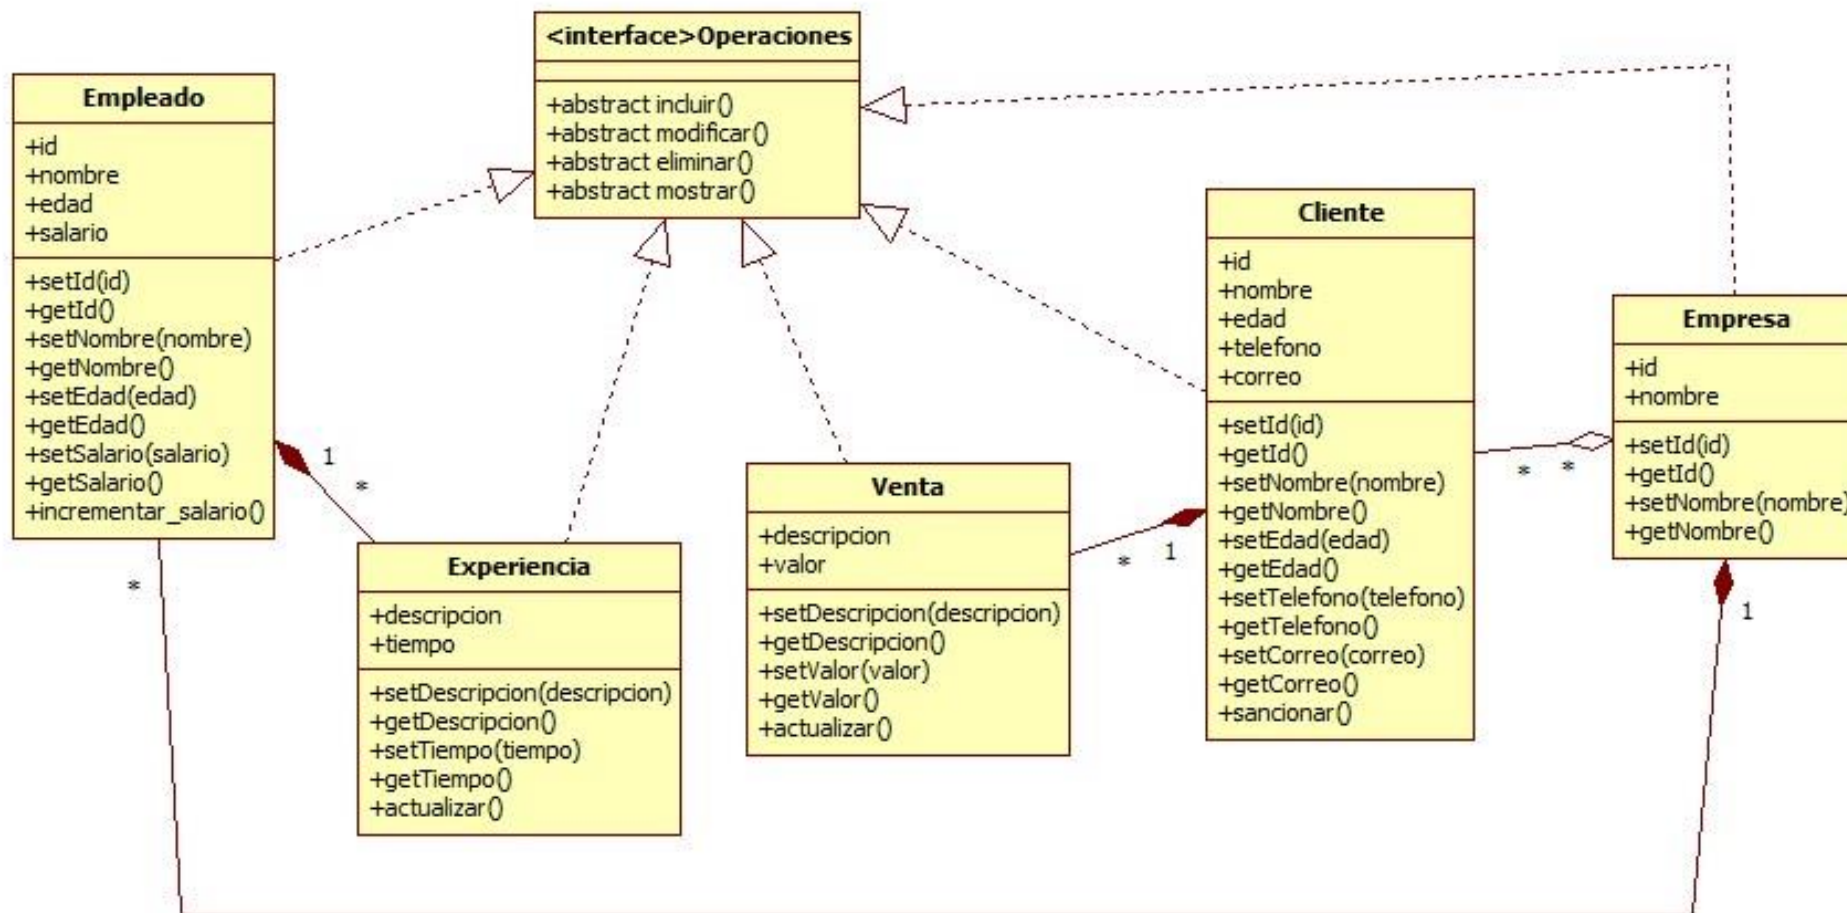 <interface>Operaciones
+abstract incluir()
+abstract modificar()
+abstract eliminar()
+abstract mostrar()
Empleado
+id
+nombre
+edad
+salario
+setId(id)
+getId()
+setNombre(nombre)
+getNombre()
+setEdad(edad)
+getEdad()
+setSalario(salario)
+getSalario()
+incrementar_salario()
1
*
*
Experiencia
+descripcion
+tiempo
+setDescripcion(descripcion)
+getDescripcion()
+setTiempo(tiempo)
+getTiempo()
+actualizar()
Venta
+descripcion
+valor
+setDescripcion(descripcion)
+getDescripcion()
+setValor(valor)
+getValor()
+actualizar()
* 1
Cliente
+id
+nombre
+edad
+telefono
+correo
+setId(id)
+getId()
+setNombre(nombre)
+getNombre()
+setEdad(edad)
+getEdad()
+setTelefono(telefono)
+getTelefono()
+setCorreo(correo)
+getCorreo()
+sancionar()
* *
Empresa
+id
+nombre
+setId(id)
+getId()
+setNombre(nombre)
+getNombre()
1